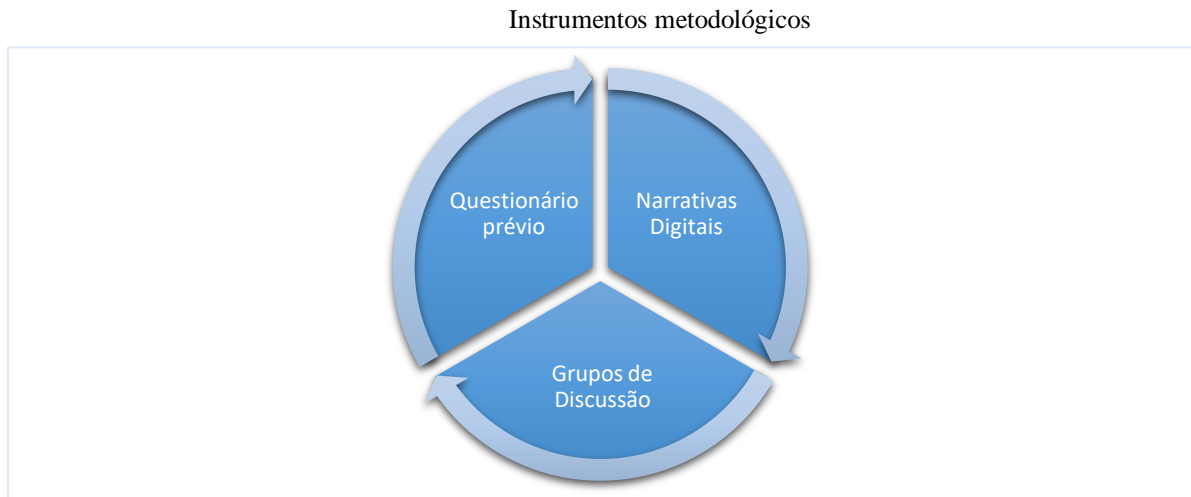 Instrumentos metodológicos
Questionário
prévio
Narrativas
Digitais
Grupos de
Discussão